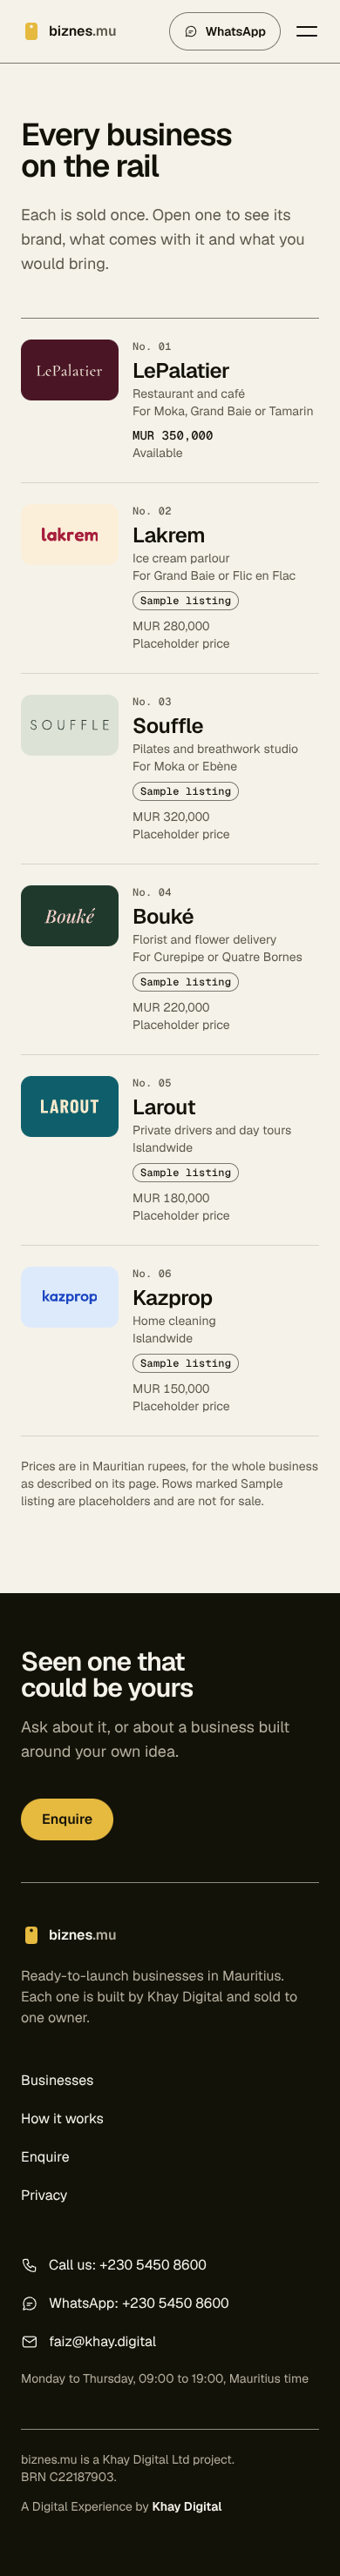 biznes.mu
WhatsApp
Every business
on the rail
Each is sold once. Open one to see its
brand, what comes with it and what you
would bring.
LePalatier
No. 01
LePalatier
Restaurant and café
For Moka, Grand Baie or Tamarin
MUR 350,000
Available
lakrem
No. 02
Lakrem
Ice cream parlour
For Grand Baie or Flic en Flac
Sample listing
MUR 280,000
Placeholder price
SOUFFLE
No. 03
Souffle
Pilates and breathwork studio
For Moka or Ebène
Sample listing
MUR 320,000
Placeholder price
Bouké
No. 04
Bouké
Florist and flower delivery
For Curepipe or Quatre Bornes
Sample listing
MUR 220,000
Placeholder price
LAROUT
No. 05
Larout
Private drivers and day tours
Islandwide
Sample listing
MUR 180,000
Placeholder price
kazprop
No. 06
Kazprop
Home cleaning
Islandwide
Sample listing
MUR 150,000
Placeholder price
Prices are in Mauritian rupees, for the whole business
as described on its page. Rows marked Sample
listing are placeholders and are not for sale.
Seen one that
could be yours
Ask about it, or about a business built
around your own idea.
Enquire
biznes.mu
Ready-to-launch businesses in Mauritius.
Each one is built by Khay Digital and sold to
one owner.
Businesses
How it works
Enquire
Privacy
Call us: +230 5450 8600
WhatsApp: +230 5450 8600
faiz@khay.digital
Monday to Thursday, 09:00 to 19:00, Mauritius time
biznes.mu is a Khay Digital Ltd project.
BRN C22187903.
A Digital Experience by Khay Digital